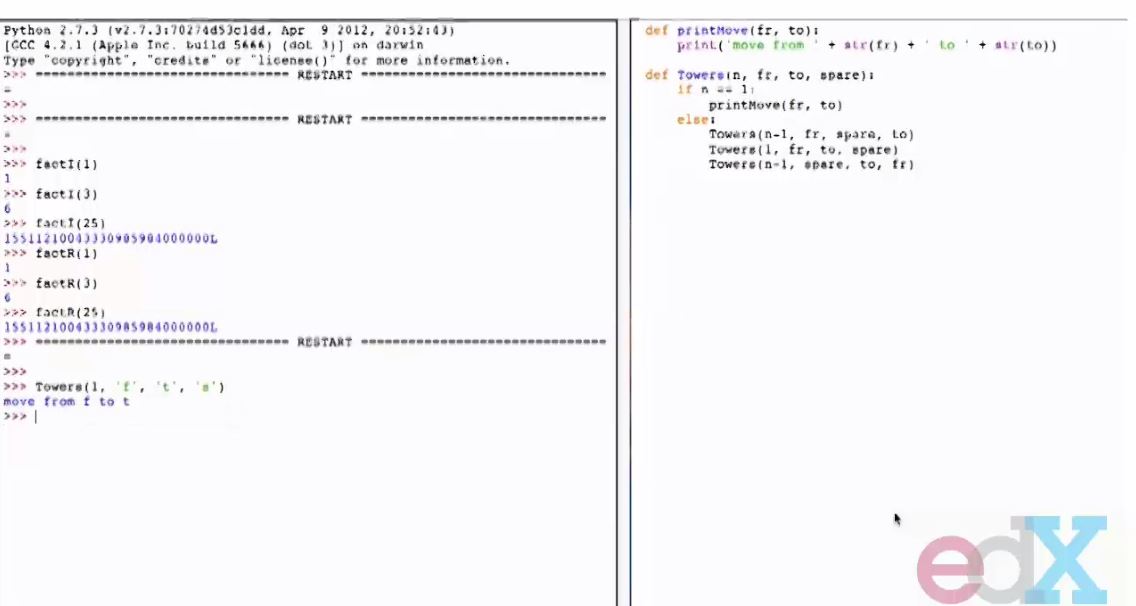 Python 2.7.3 (v2.7.3:70274d53c1dd, Apr  9 2012, 20:52:43)
[GCC 4.2.1 (Apple Inc. build 5666) (dot 3)] on darwin
Type "copyright", "credits" or "license()" for more information.
>>> ================================ RESTART ===============================
=
>>>
>>> ================================ RESTART ===============================
=
>>>
>>> factI(1)
1
>>> factI(3)
6
>>> factI(25)
15511210043330985984000000L
>>> factR(1)
1
>>> factR(3)
6
>>> factR(25)
15511210043330985984000000L
>>> ================================ RESTART ===============================
=
>>>
>>> Towers(1, 'f', 't', 's')
move from f to t
>>>
def printMove(fr, to):
    print('move from ' + str(fr) + ' to ' + str(to))
def Towers(n, fr, to, spare):
    if n == 1:
        printMove(fr, to)
    else:
        Towers(n-1, fr, spare, to)
        Towers(1, fr, to, spare)
        Towers(n-1, spare, to, fr)
edX